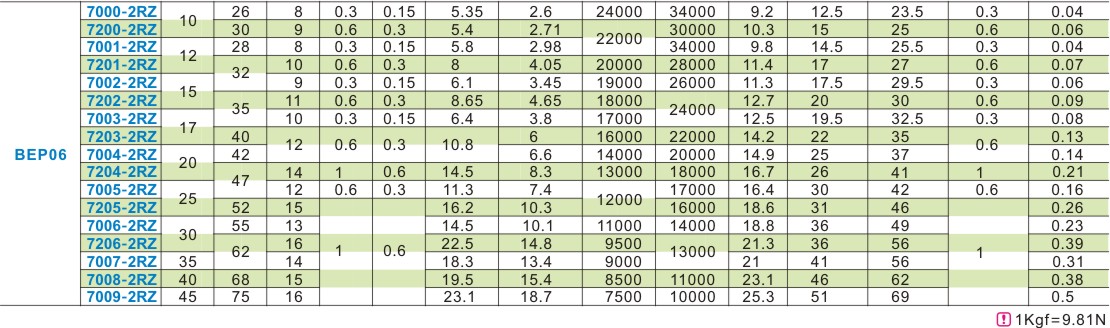 7000-2RZ 10 26 8 0.3 0.15 5.35 2.6 24000 34000 9.2 12.5 23.5 0.3 0.04
7200-2RZ 30 9 0.6 0.3 5.4 2.71 22000 30000 10.3 15 25 0.6 0.06
7001-2RZ 12 28 8 0.3 0.15 5.8 2.98 34000 9.8 14.5 25.5 0.3 0.04
7201-2RZ 32 10 0.6 0.3 8 4.05 20000 28000 11.4 17 27 0.6 0.07
7002-2RZ 15 9 0.3 0.15 6.1 3.45 19000 26000 11.3 17.5 29.5 0.3 0.06
7202-2RZ 35 11 0.6 0.3 8.65 4.65 18000 24000 12.7 20 30 0.6 0.09
7003-2RZ 17 10 0.3 0.15 6.4 3.8 17000 12.5 19.5 32.5 0.3 0.08
7203-2RZ 40 12 0.6 0.3 10.8 6 16000 22000 14.2 22 35 0.6 0.13
BEP06 7004-2RZ 20 42 6.6 14000 20000 14.9 25 37 0.14
7204-2RZ 47 14 1 0.6 14.5 8.3 13000 18000 16.7 26 41 1 0.21
7005-2RZ 25 12 0.6 0.3 11.3 7.4 12000 17000 16.4 30 42 0.6 0.16
7205-2RZ 52 15 16.2 10.3 16000 18.6 31 46 0.26
7006-2RZ 30 55 13 14.5 10.1 11000 14000 18.8 36 49 0.23
7206-2RZ 62 16 1 0.6 22.5 14.8 9500 13000 21.3 36 56 1 0.39
7007-2RZ 35 14 18.3 13.4 9000 21 41 56 0.31
7008-2RZ 40 68 15 19.5 15.4 8500 11000 23.1 46 62 0.38
7009-2RZ 45 75 16 23.1 18.7 7500 10000 25.3 51 69 0.5
! 1Kgf=9.81N